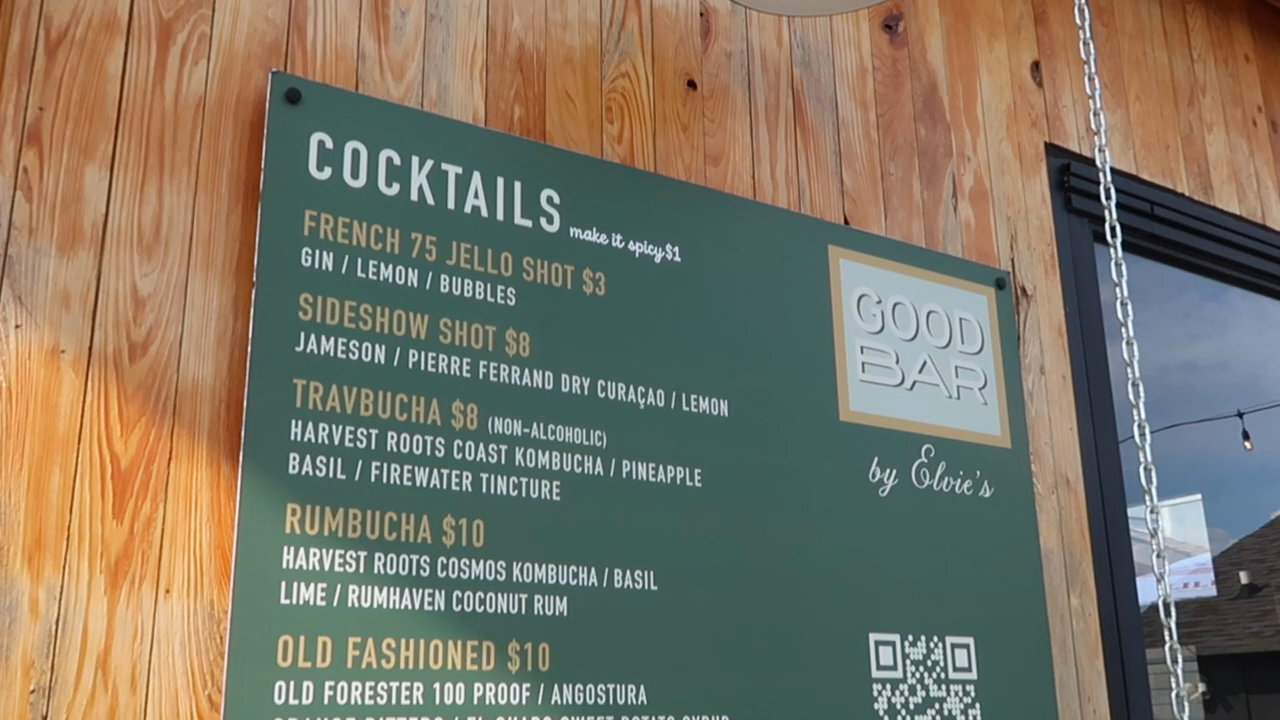 COCKTAILS make it spicy $1
FRENCH 75 JELLO SHOT $3
GIN / LEMON / BUBBLES
SIDESHOW SHOT $8
JAMESON / PIERRE FERRAND DRY CURAÇAO / LEMON
TRAVBUCHA $8 (NON-ALCOHOLIC)
HARVEST ROOTS COAST KOMBUCHA / PINEAPPLE
BASIL / FIREWATER TINCTURE
RUMBUCHA $10
HARVEST ROOTS COSMOS KOMBUCHA / BASIL
LIME / RUMHAVEN COCONUT RUM
OLD FASHIONED $10
OLD FORESTER 100 PROOF / ANGOSTURA
GOOD
BAR
by Elvie's